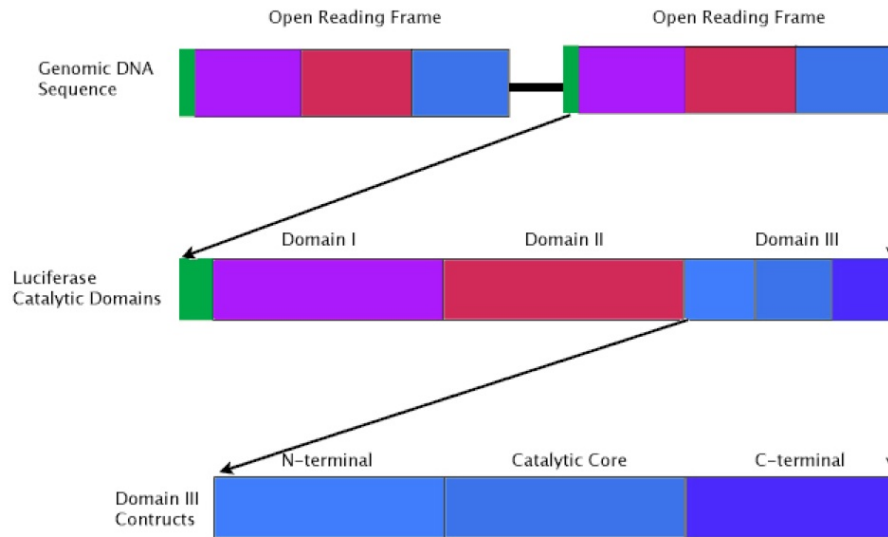 Open Reading Frame
Open Reading Frame
Genomic DNA
Sequence
Domain I
Domain II
Domain III
Luciferase
Catalytic Domains
N-terminal
Catalytic Core
C-terminal
Domain III
Contructs